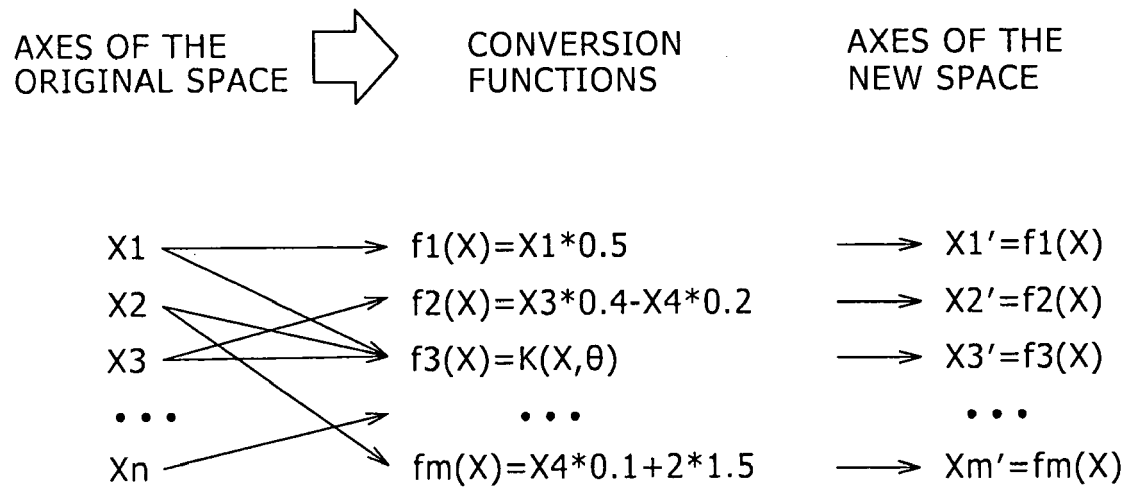 AXES OF THE
ORIGINAL SPACE
CONVERSION
FUNCTIONS
AXES OF THE
NEW SPACE
X1 f1(X)=X1*0.5 X1′=f1(X)
X2 f2(X)=X3*0.4-X4*0.2 X2′=f2(X)
X3 f3(X)=K(X,θ) X3′=f3(X)
••• ••• •••
Xn fm(X)=X4*0.1+2*1.5 Xm′=fm(X)